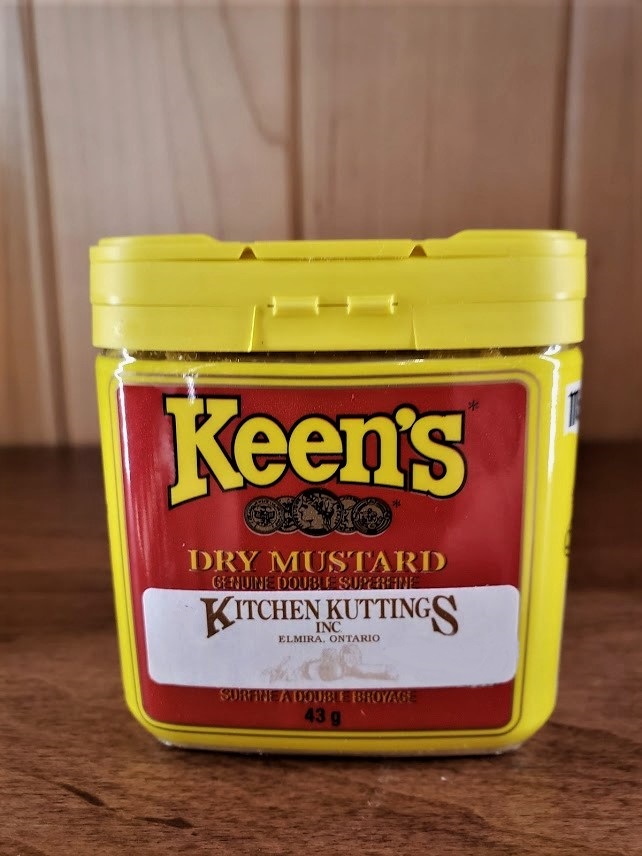 Keen's*
*
DRY MUSTARD
GENUINE DOUBLE SUPERFINE
KITCHEN KUTTINGS
INC
ELMIRA, ONTARIO
SURFINE A DOUBLE BROYAGE
43 g